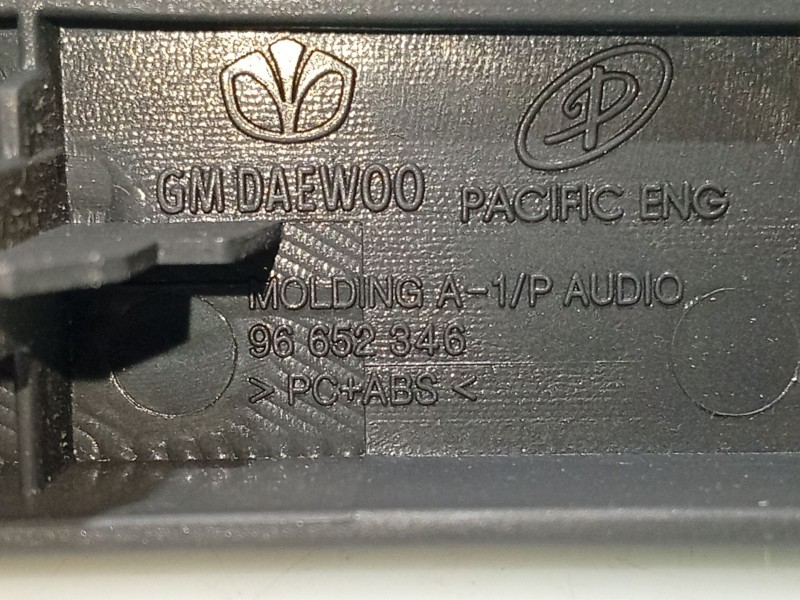 GM DAEWOO
PACIFIC ENG
MOLDING A-1/P AUDIO
96 652 346
> PC+ABS <